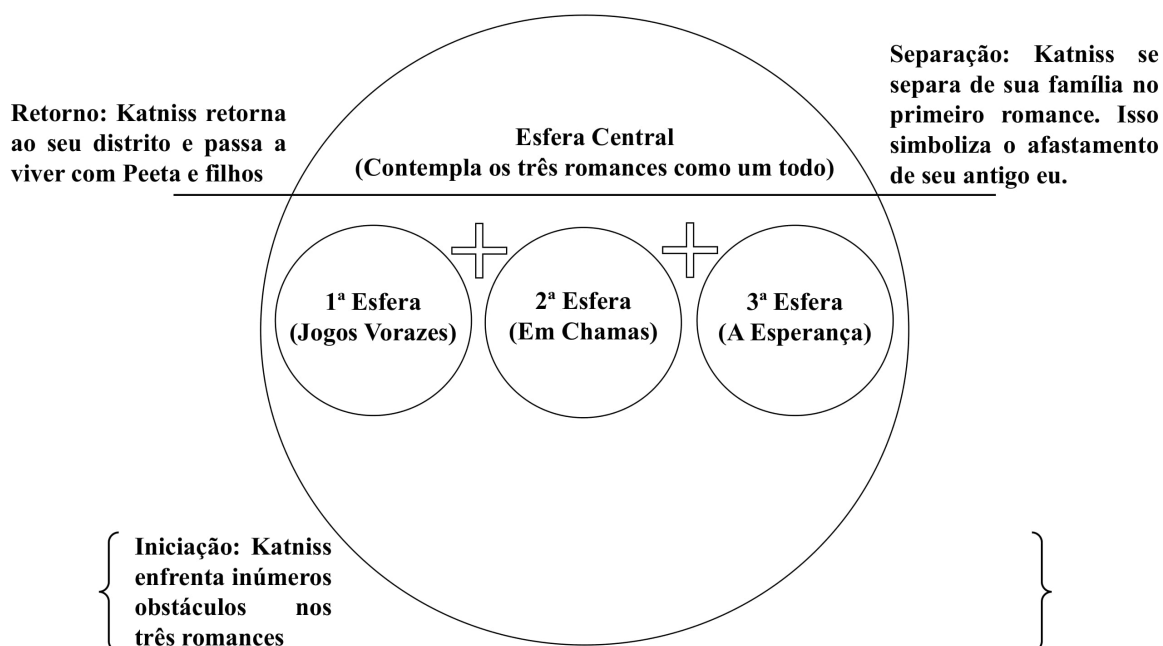 Separação: Katniss se
separa de sua família no
primeiro romance. Isso
simboliza o afastamento
de seu antigo eu.
Retorno: Katniss retorna
ao seu distrito e passa a
viver com Peeta e filhos
Esfera Central
(Contempla os três romances como um todo)
1ª Esfera
(Jogos Vorazes)
2ª Esfera
(Em Chamas)
3ª Esfera
(A Esperança)
Iniciação: Katniss
enfrenta inúmeros
obstáculos nos
três romances